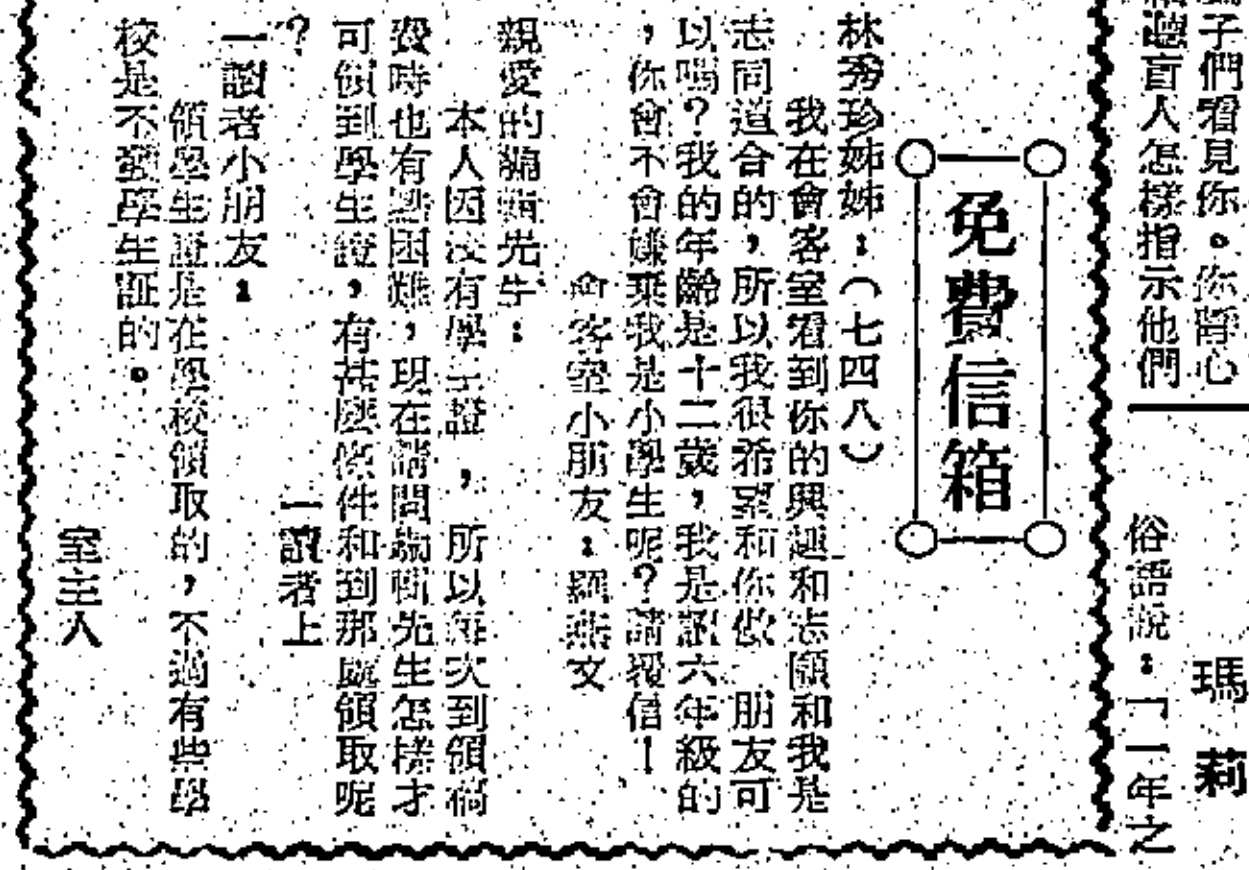 子們看見你。你靜心
聽盲人怎樣指示他們
瑪莉
俗語說：「一年之
免費信箱
林秀珍姊姊：（七四八）
我在會客室看到你的興趣和志願和我是
志同道合的，所以我很希望和你做 朋友可
以嗎？我的年齡是十二歲，我是讀六年級的
，你會不會嫌棄我是小學生呢？請覆信！
會客室小朋友：羅燕文
親愛的編輯先生：
本人因沒有學生證，所以每次到領稿
費時也有點困難，現在請問編輯先生怎樣才
可領到學生證，有甚麼條件和到那處領取呢
？
一讀者上
一讀者小朋友：
領學生證是在學校領取的，不過有些學
校是不發學生証的。
室主人